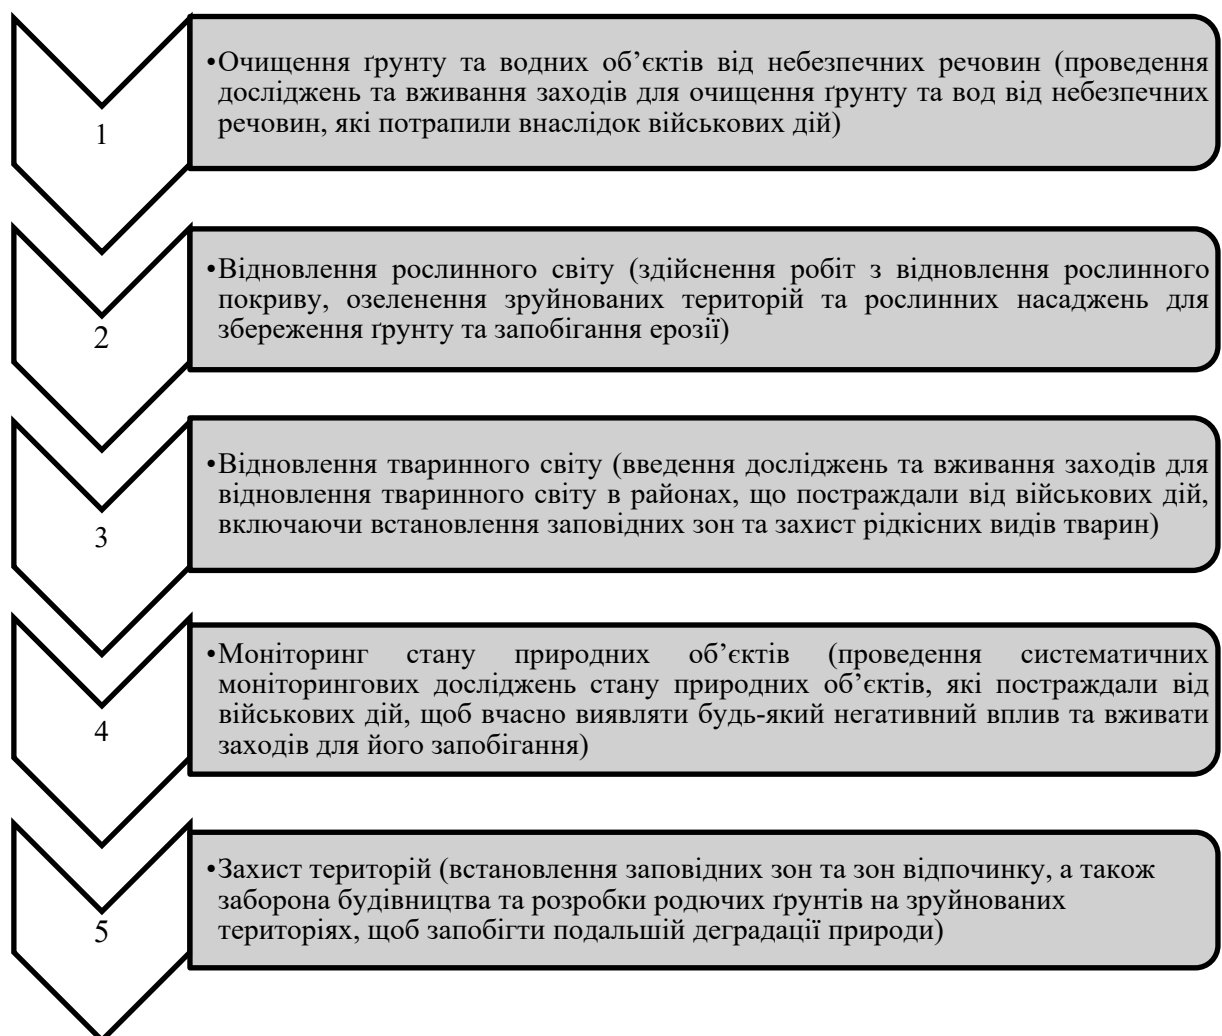 1
•Очищення ґрунту та водних об’єктів від небезпечних речовин (проведення
досліджень та вживання заходів для очищення ґрунту та вод від небезпечних
речовин, які потрапили внаслідок військових дій)
2
•Відновлення рослинного світу (здійснення робіт з відновлення рослинного
покриву, озеленення зруйнованих територій та рослинних насаджень для
збереження ґрунту та запобігання ерозії)
3
•Відновлення тваринного світу (введення досліджень та вживання заходів для
відновлення тваринного світу в районах, що постраждали від військових дій,
включаючи встановлення заповідних зон та захист рідкісних видів тварин)
4
•Моніторинг стану природних об’єктів (проведення систематичних
моніторингових досліджень стану природних об’єктів, які постраждали від
військових дій, щоб вчасно виявляти будь-який негативний вплив та вживати
заходів для його запобігання)
5
•Захист територій (встановлення заповідних зон та зон відпочинку, а також
заборона будівництва та розробки родючих ґрунтів на зруйнованих
територіях, щоб запобігти подальшій деградації природи)